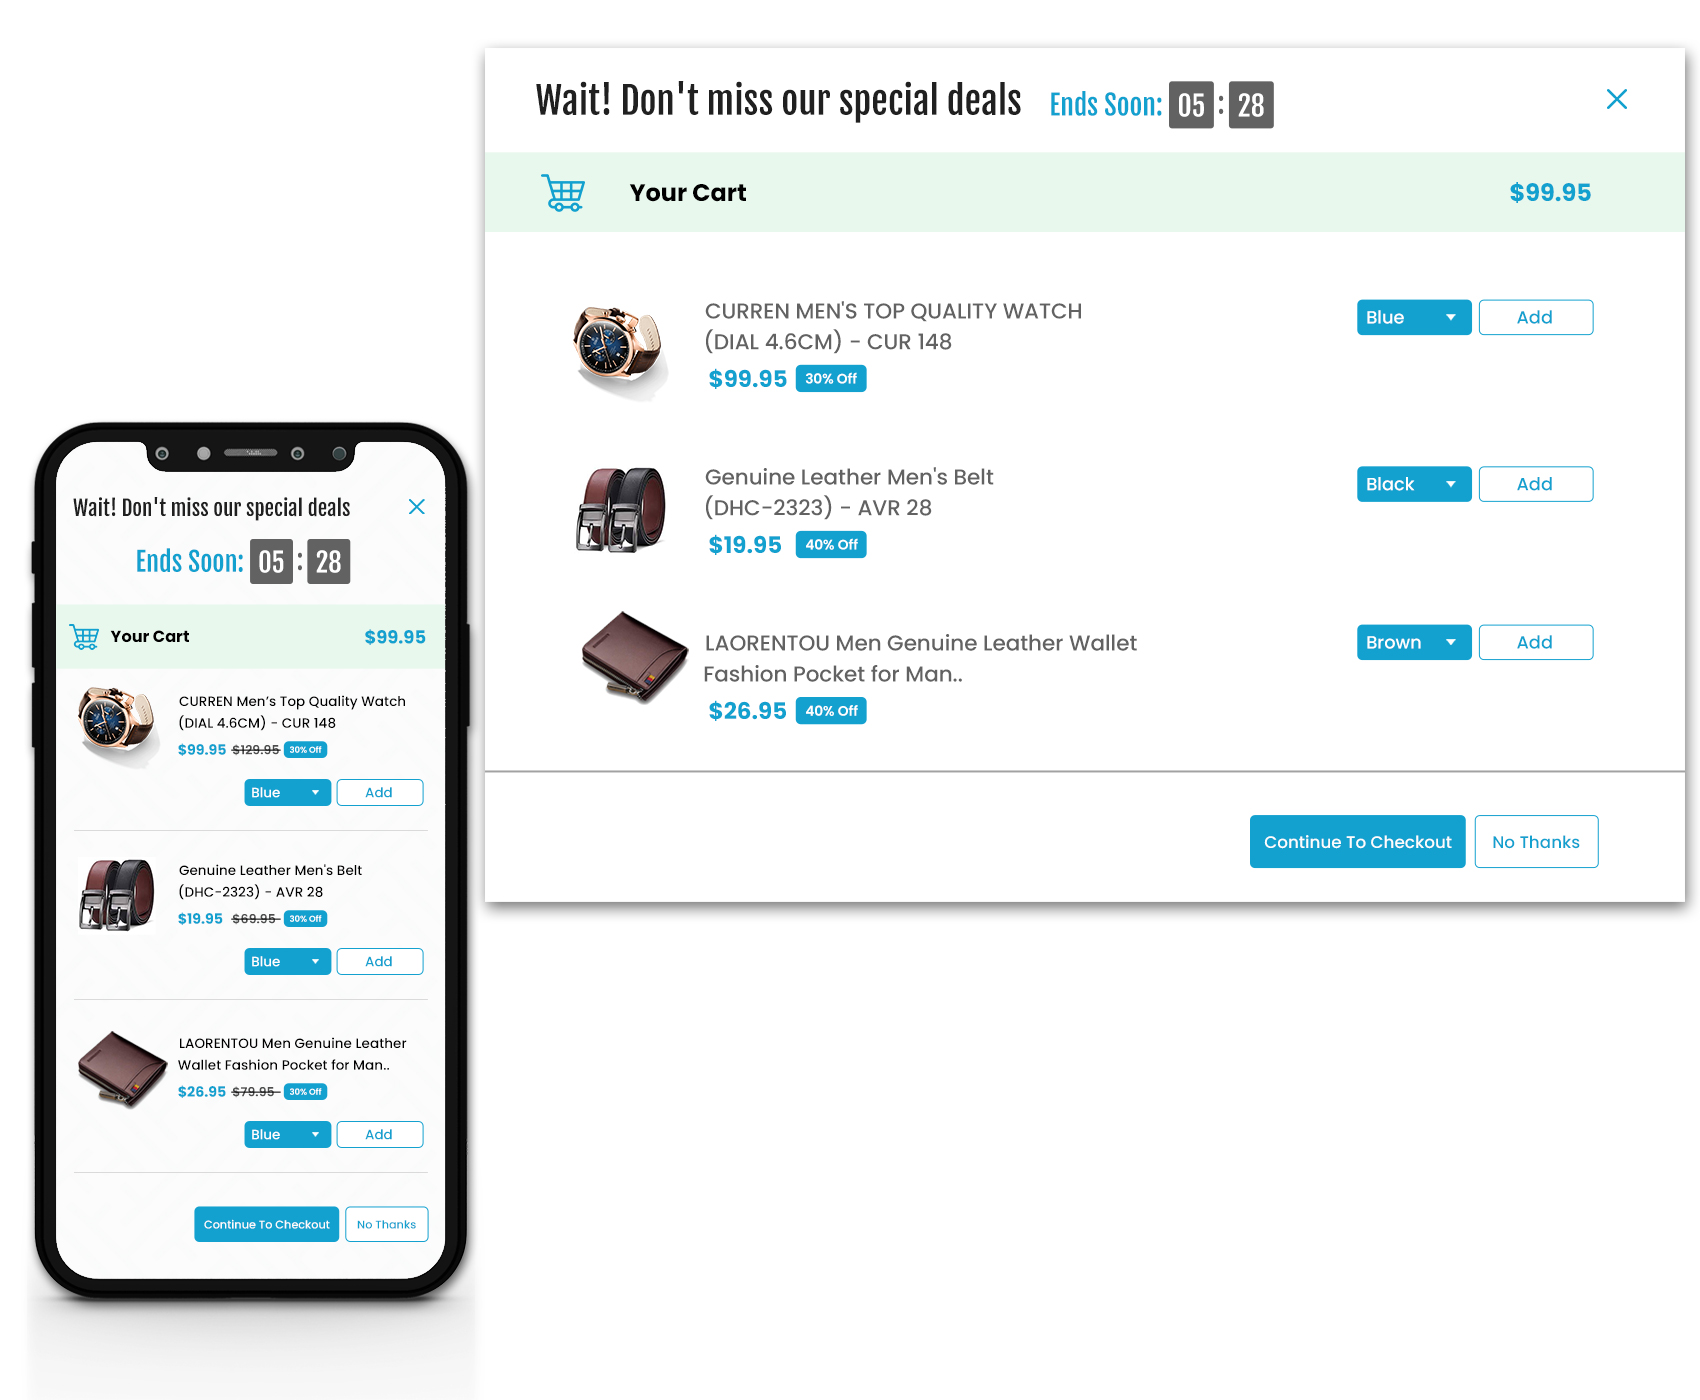 Wait! Don't miss our special deals
Ends Soon: 05 : 28
Your Cart
$99.95
CURREN MEN'S TOP QUALITY WATCH
(DIAL 4.6CM) - CUR 148
$99.95 30% Off
Blue
Add
Genuine Leather Men's Belt
(DHC-2323) - AVR 28
$19.95 40% Off
Black
Add
LAORENTOU Men Genuine Leather Wallet
Fashion Pocket for Man..
$26.95 40% Off
Brown
Add
Continue To Checkout
No Thanks
Wait! Don't miss our special deals
Ends Soon: 05 : 28
Your Cart
$99.95
CURREN Men’s Top Quality Watch
(DIAL 4.6CM) - CUR 148
$99.95 $129.95 30% Off
Blue
Add
Genuine Leather Men's Belt
(DHC-2323) - AVR 28
$19.95 $69.95 30% Off
Blue
Add
LAORENTOU Men Genuine Leather
Wallet Fashion Pocket for Man..
$26.95 $79.95 30% Off
Blue
Add
Continue To Checkout
No Thanks